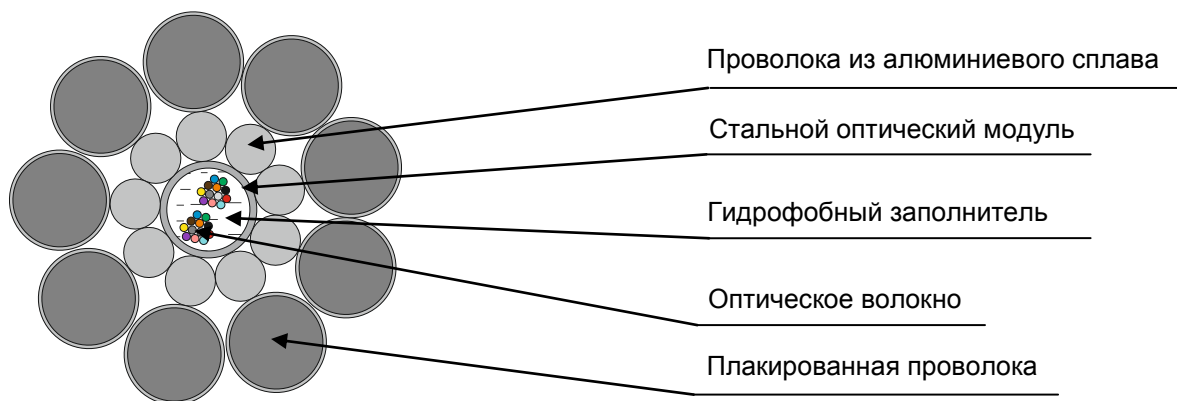 Проволока из алюминиевого сплава
Стальной оптический модуль
Гидрофобный заполнитель
Оптическое волокно
Плакированная проволока